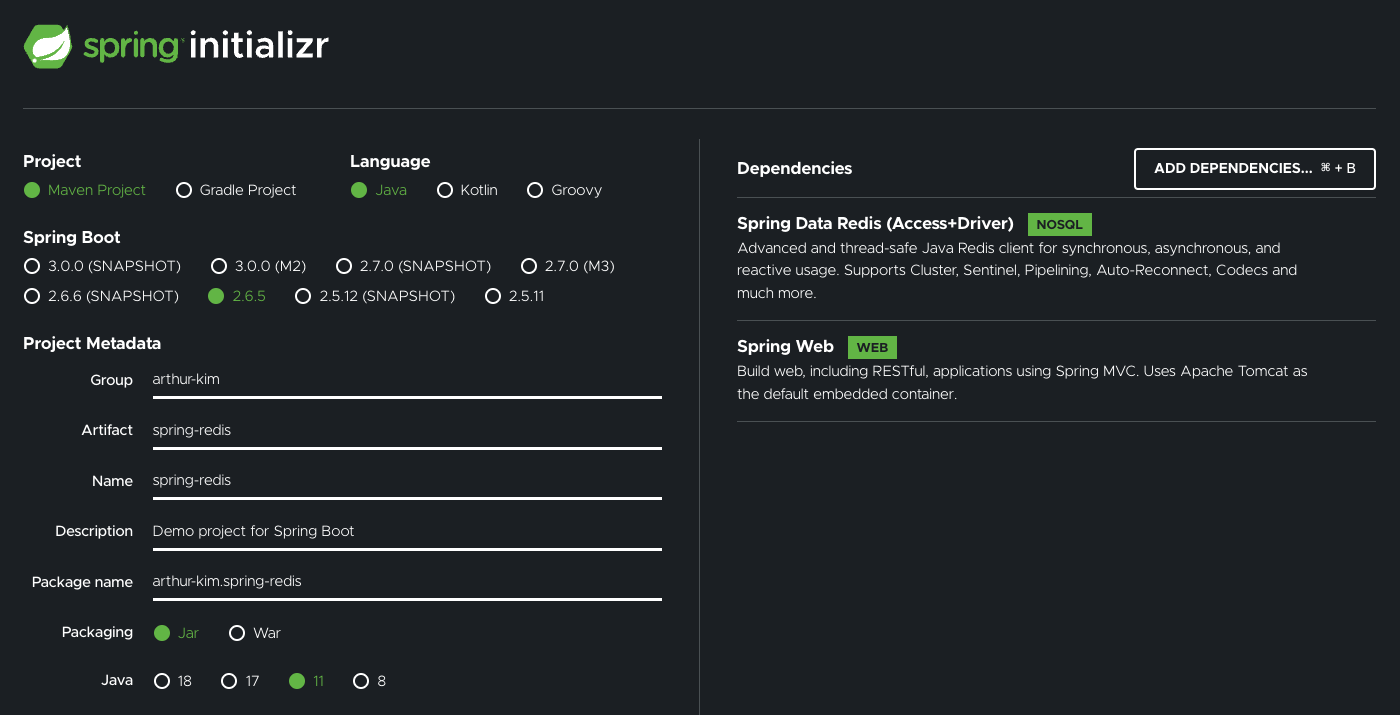 spring initializr
Project
Maven Project Gradle Project
Language
Java Kotlin Groovy
Spring Boot
3.0.0 (SNAPSHOT) 3.0.0 (M2) 2.7.0 (SNAPSHOT) 2.7.0 (M3)
2.6.6 (SNAPSHOT) 2.6.5 2.5.12 (SNAPSHOT) 2.5.11
Project Metadata
Group arthur-kim
Artifact spring-redis
Name spring-redis
Description Demo project for Spring Boot
Package name arthur-kim.spring-redis
Packaging Jar War
Java 18 17 11 8
Dependencies ADD DEPENDENCIES... ⌘ + B
Spring Data Redis (Access+Driver) NOSQL
Advanced and thread-safe Java Redis client for synchronous, asynchronous, and
reactive usage. Supports Cluster, Sentinel, Pipelining, Auto-Reconnect, Codecs and
much more.
Spring Web WEB
Build web, including RESTful, applications using Spring MVC. Uses Apache Tomcat as
the default embedded container.